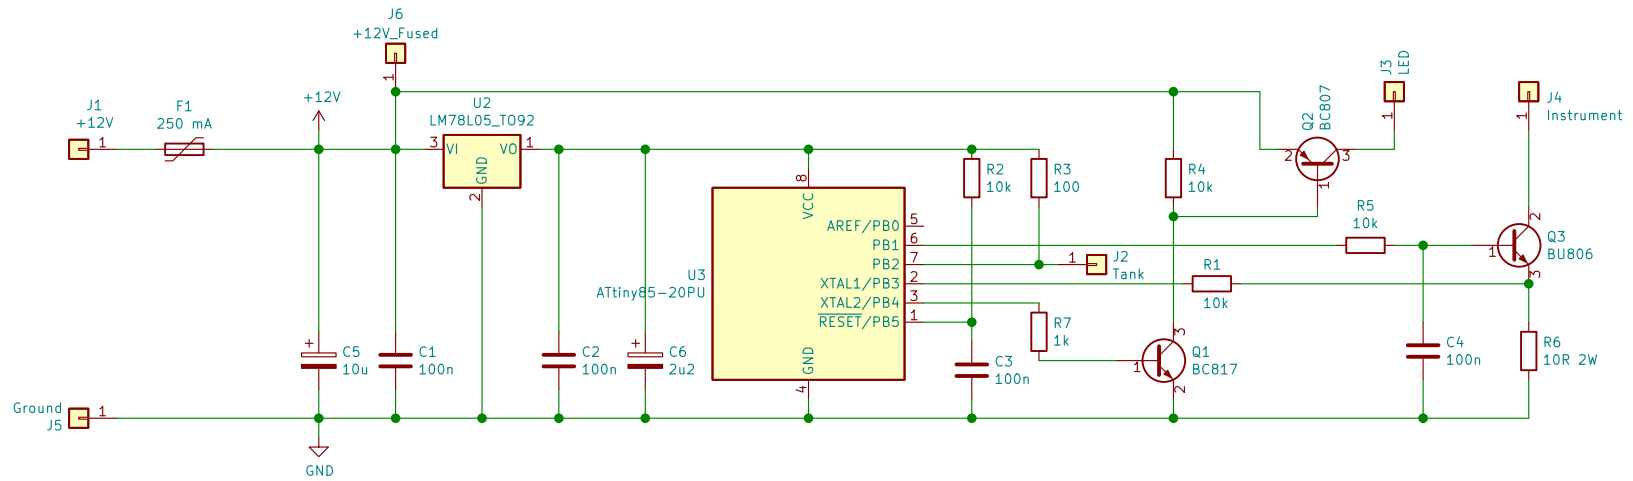 J6
+12V_Fused
1
J1
+12V
1
F1
250 mA
+12V
U2
LM78L05_TO92
3
VI
VO
1
GND
2
U3
ATtiny85-20PU
8
VCC
AREF/PB0
5
PB1
6
PB2
7
XTAL1/PB3
2
XTAL2/PB4
3
RESET/PB5
1
GND
4
R2
10k
R3
100
1
J2
Tank
R4
10k
Q2
BC807
2
3
1
J3
LED
1
J4
Instrument
1
R5
10k
2
1
Q3
BU806
3
R1
10k
R7
1k
3
1
Q1
BC817
2
C4
100n
R6
10R 2W
+
C5
10u
C1
100n
C2
100n
+
C6
2u2
C3
100n
Ground
J5
1
GND